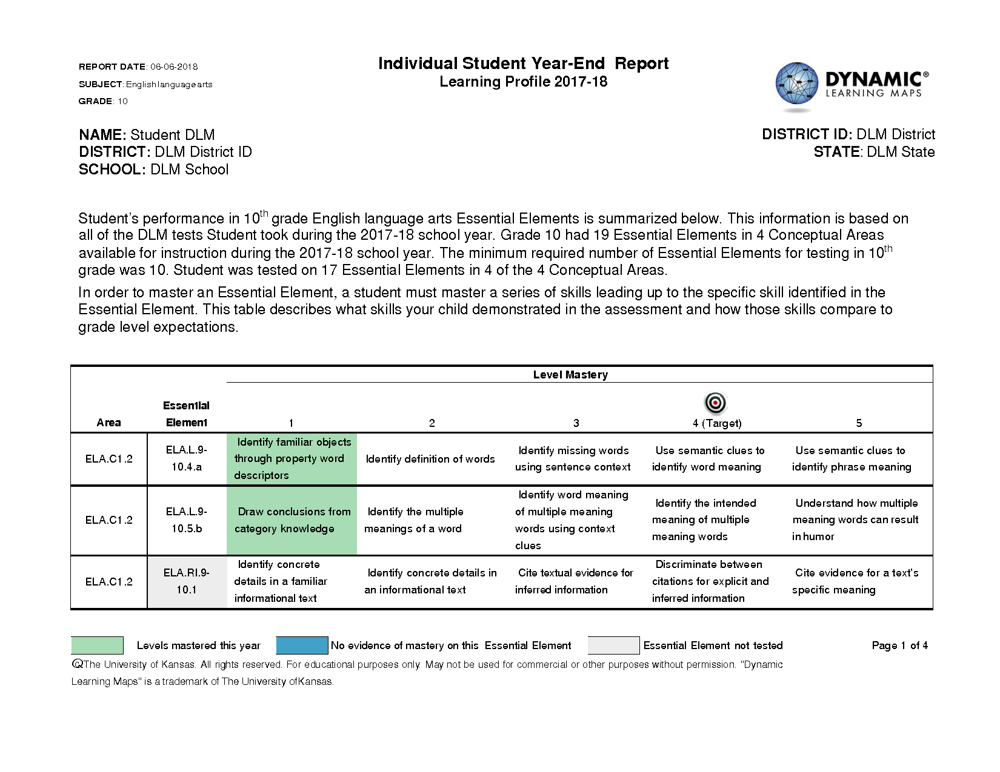 REPORT DATE: 06-06-2018
SUBJECT: English language arts
GRADE: 10
Individual Student Year-End Report
Learning Profile 2017-18
DYNAMIC®
LEARNING MAPS
NAME: Student DLM
DISTRICT: DLM District ID
SCHOOL: DLM School
DISTRICT ID: DLM District
STATE: DLM State
Student's performance in 10th grade English language arts Essential Elements is summarized below. This information is based on
all of the DLM tests Student took during the 2017-18 school year. Grade 10 had 19 Essential Elements in 4 Conceptual Areas
available for instruction during the 2017-18 school year. The minimum required number of Essential Elements for testing in 10th
grade was 10. Student was tested on 17 Essential Elements in 4 of the 4 Conceptual Areas.
In order to master an Essential Element, a student must master a series of skills leading up to the specific skill identified in the
Essential Element. This table describes what skills your child demonstrated in the assessment and how those skills compare to
grade level expectations.
Level Mastery
Area
Essential
Element
1
2
3
4 (Target)
5
ELA.C1.2
ELA.L.9-
10.4.a
Identify familiar objects
through property word
descriptors
Identify definition of words
Identify missing words
using sentence context
Use semantic clues to
identify word meaning
Use semantic clues to
identify phrase meaning
ELA.C1.2
ELA.L.9-
10.5.b
Draw conclusions from
category knowledge
Identify the multiple
meanings of a word
Identify word meaning
of multiple meaning
words using context
clues
Identify the intended
meaning of multiple
meaning words
Understand how multiple
meaning words can result
in humor
ELA.C1.2
ELA.RI.9-
10.1
Identify concrete
details in a familiar
informational text
Identify concrete details in
an informational text
Cite textual evidence for
inferred information
Discriminate between
citations for explicit and
inferred information
Cite evidence for a text's
specific meaning
Levels mastered this year
No evidence of mastery on this Essential Element
Essential Element not tested
Page 1 of 4
©The University of Kansas. All rights reserved. For educational purposes only. May not be used for commercial or other purposes without permission. "Dynamic
Learning Maps" is a trademark of The University ofKansas.